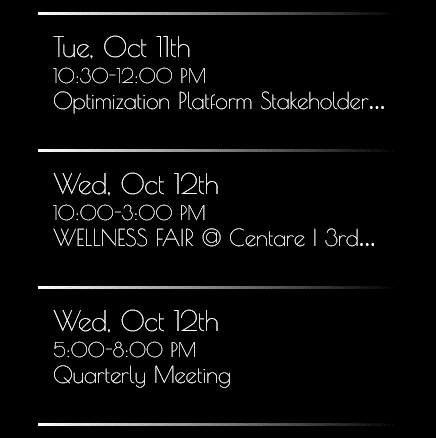 Tue, Oct 11th
10:30-12:00 PM
Optimization Platform Stakeholder...
Wed, Oct 12th
10:00-3:00 PM
WELLNESS FAIR @ Centare | 3rd...
Wed, Oct 12th
5:00-8:00 PM
Quarterly Meeting